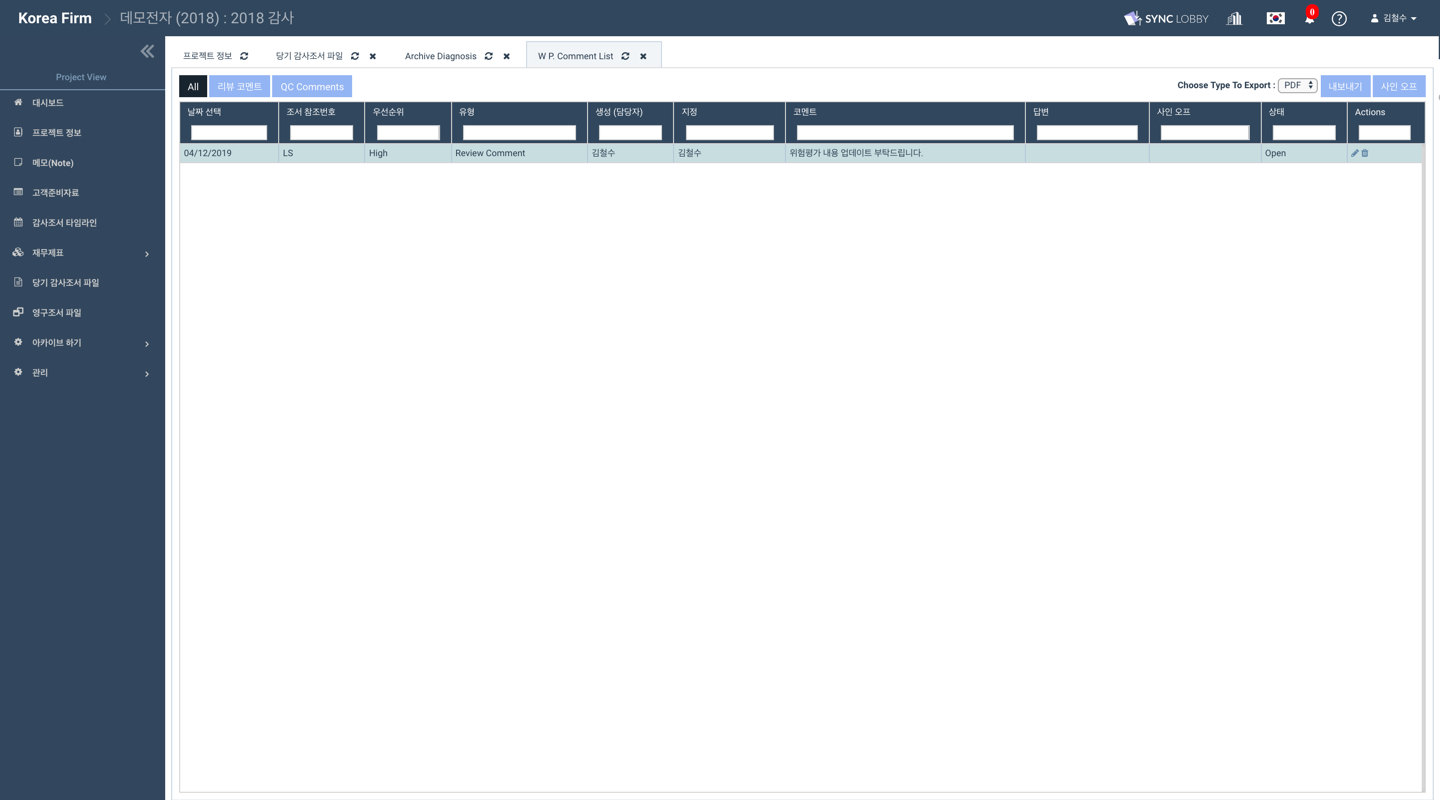 Korea Firm
데모전자 (2018) : 2018 감사
SYNC LOBBY
0
김철수
Project View
대시보드
프로젝트 정보
메모(Note)
고객준비자료
감사조서 타임라인
재무제표
당기 감사조서 파일
영구조서 파일
아카이브 하기
관리
프로젝트 정보
당기 감사조서 파일
Archive Diagnosis
W P. Comment List
All
리뷰 코멘트
QC Comments
Choose Type To Export :
PDF
내보내기
사인 오프
날짜 선택 조서 참조번호 우선순위 유형 생성 (담당자) 지정 코멘트 답변 사인 오프 상태 Actions
04/12/2019 LS High Review Comment 김철수 김철수 위험평가 내용 업데이트 부탁드립니다. Open